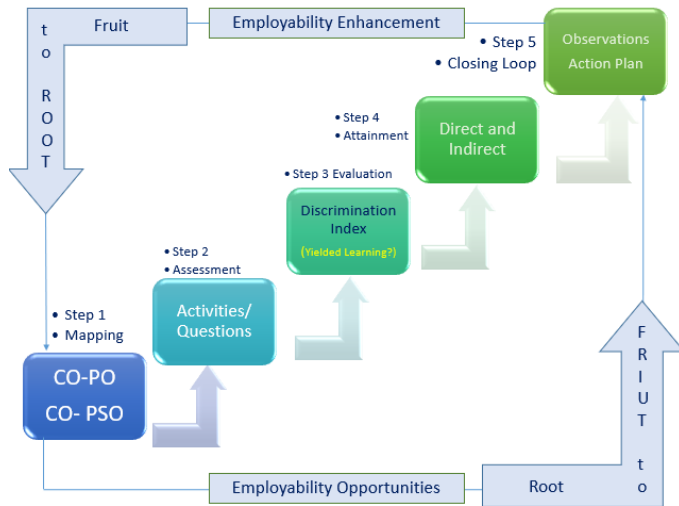 Fruit
to ROOT
Employability Enhancement
• Step 5
• Closing Loop
Observations
Action Plan
• Step 4
• Attainment
Direct and
Indirect
• Step 3 Evaluation
Discrimination
Index
(Yielded Learning?)
• Step 2
• Assessment
Activities/
Questions
• Step 1
• Mapping
CO-PO
CO- PSO
Employability Opportunities
Root
FRIUT to